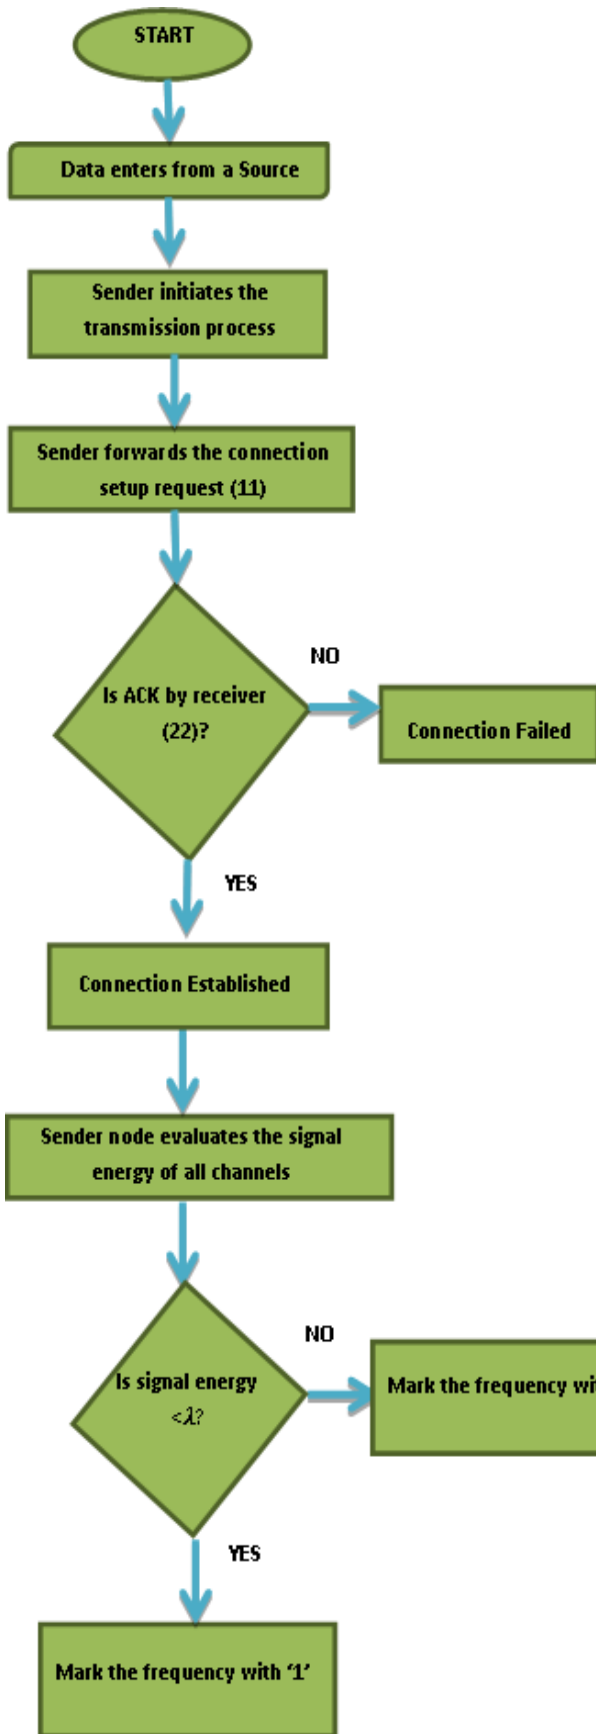 START
Data enters from a Source
Sender initiates the
transmission process
Sender forwards the connection
setup request (11)
Is ACK by receiver
(22)?
NO
Connection Failed
YES
Connection Established
Sender node evaluates the signal
energy of all channels
Is signal energy
<λ?
NO
Mark the frequency
YES
Mark the frequency with ‘1’